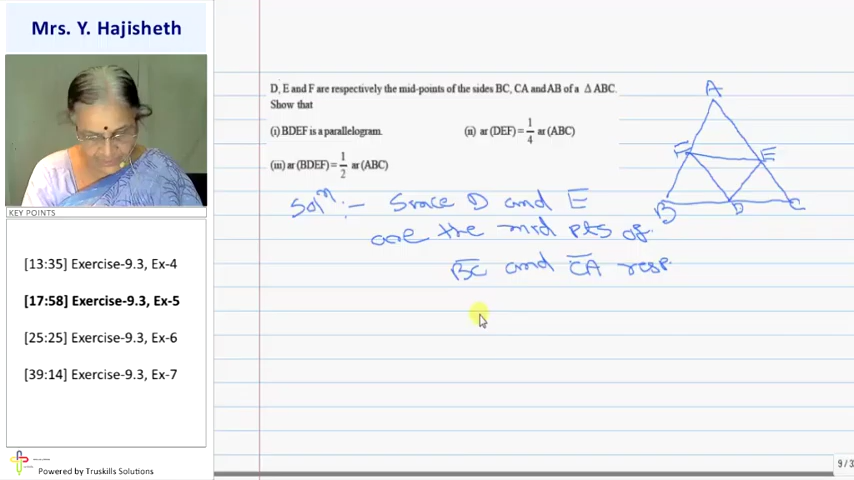 Mrs. Y. Hajisheth
KEY POINTS
[13:35] Exercise-9.3, Ex-4
[17:58] Exercise-9.3, Ex-5
[25:25] Exercise-9.3, Ex-6
[39:14] Exercise-9.3, Ex-7
Powered by Truskills Solutions
D, E and F are respectively the mid-points of the sides BC, CA and AB of a Δ ABC.
Show that
(i) BDEF is a parallelogram.
(ii) ar (DEF) = 1/4 ar (ABC)
(iii) ar (BDEF) = 1/2 ar (ABC)
Solⁿ :- Since D and E
are the mid pts of
BC and CA resp.
A
F E
B D C
9 / 3